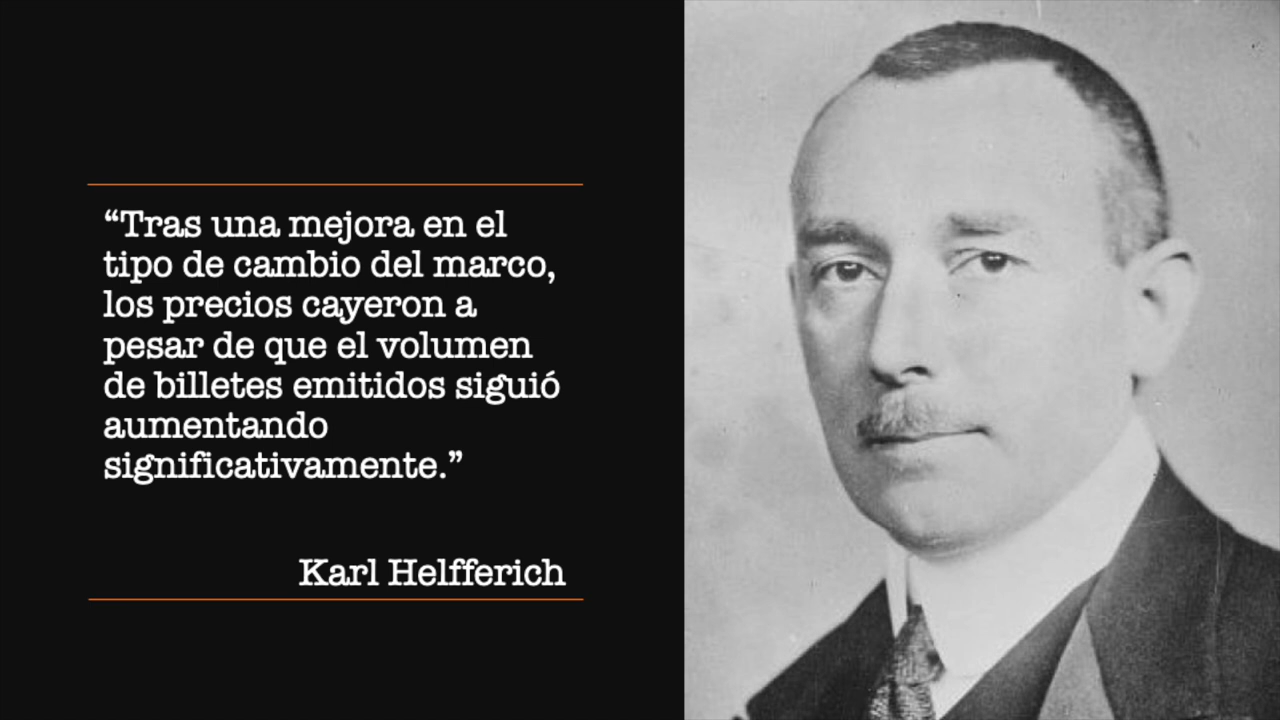 “Tras una mejora en el
tipo de cambio del marco,
los precios cayeron a
pesar de que el volumen
de billetes emitidos siguió
aumentando
significativamente.”
Karl Helfferich